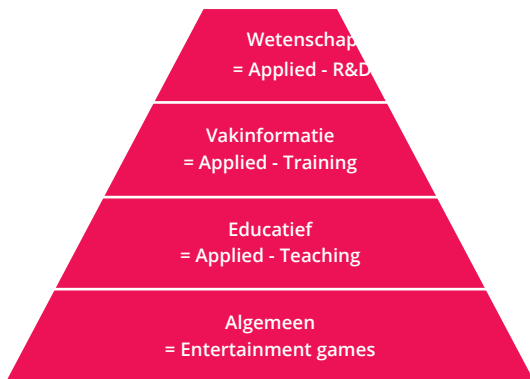 Wetenschap
= Applied - R&D
Vakinformatie
= Applied - Training
Educatief
= Applied - Teaching
Algemeen
= Entertainment games